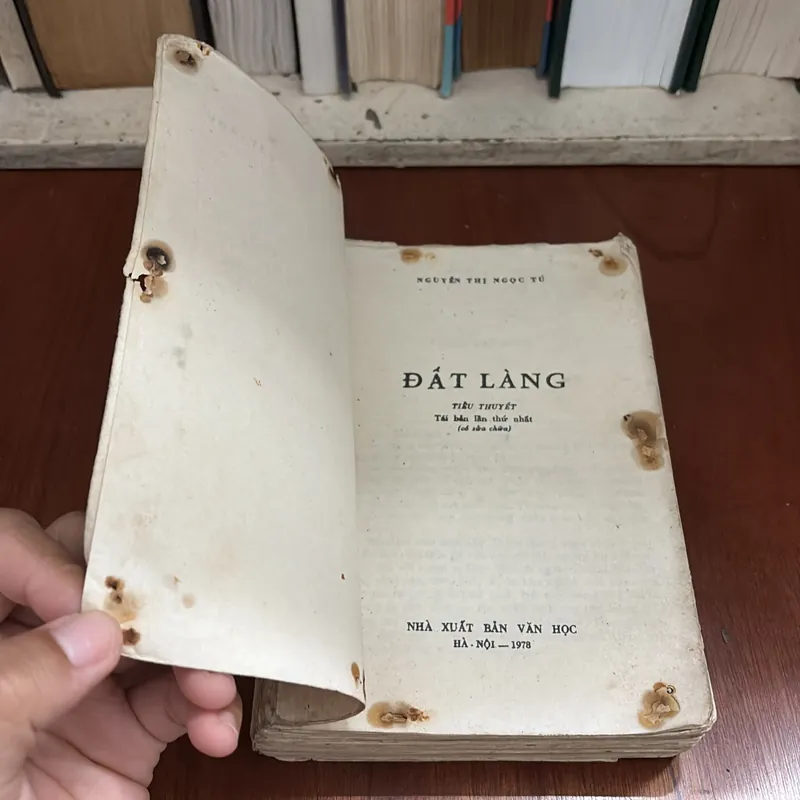 NGUYỄN THỊ NGỌC TÚ
ĐẤT LÀNG
TIỂU THUYẾT
Tái bản lần thứ nhất
(có sửa chữa)
NHÀ XUẤT BẢN VĂN HỌC
HÀ - NỘI — 1978